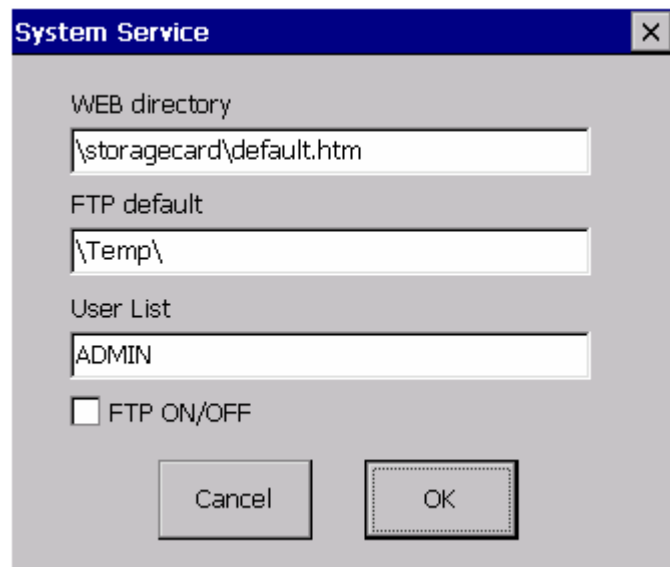 System Service
WEB directory
\storagecard\default.htm
FTP default
\Temp\
User List
ADMIN
FTP ON/OFF
Cancel OK